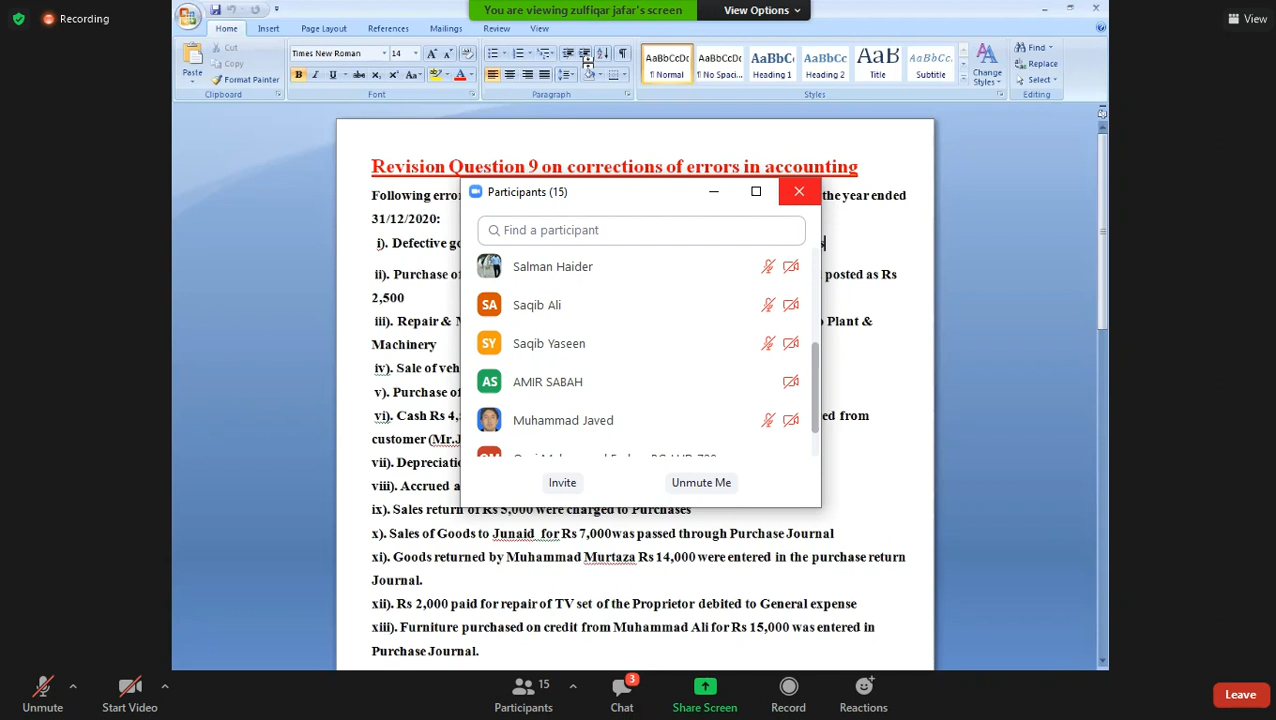 Recording
You are viewing zulfiqar jafar's screen
View Options
View
Home Insert Page Layout References Mailings Review View
Paste
Cut
Copy
Format Painter
Clipboard
Times New Roman 14
Font
Paragraph
AaBbCcDc AaBbCcDc AaBbC AaBbCc AaB AaBbCc.
¶ Normal ¶ No Spaci... Heading 1 Heading 2 Title Subtitle
Change Styles
Styles
Find
Replace
Select
Editing
Revision Question 9 on corrections of errors in accounting
Following the year ended
31/12/2020:
i). Defective
ii). Purchase posted as Rs
2,500
iii). Repair & Plant &
Machinery
iv). Sale of
v). Purchase
vi). Cash Rs from
customer
vii).
viii). Accrued
ix). Sales return of Rs 5,000 were charged to Purchases
x). Sales of Goods to Junaid for Rs 7,000was passed through Purchase Journal
xi). Goods returned by Muhammad Murtaza Rs 14,000 were entered in the purchase return
Journal.
xii). Rs 2,000 paid for repair of TV set of the Proprietor debited to General expense
xiii). Furniture purchased on credit from Muhammad Ali for Rs 15,000 was entered in
Purchase Journal.
Participants (15)
Find a participant
Salman Haider
SA Saqib Ali
SY Saqib Yaseen
AS AMIR SABAH
Muhammad Javed
Invite Unmute Me
Unmute
Start Video
15
Participants
3
Chat
Share Screen
Record
Reactions
Leave